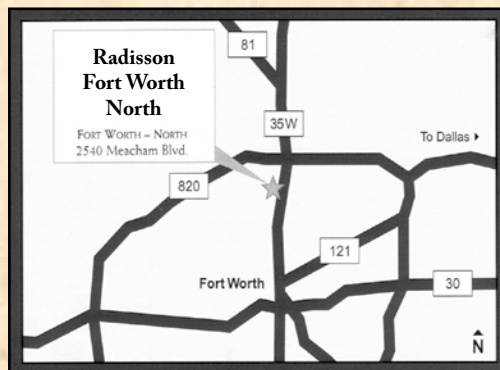 Radisson
Fort Worth
North
FORT WORTH – NORTH
2540 Meacham Blvd.
81
35W
To Dallas
820
121
Fort Worth
30
N